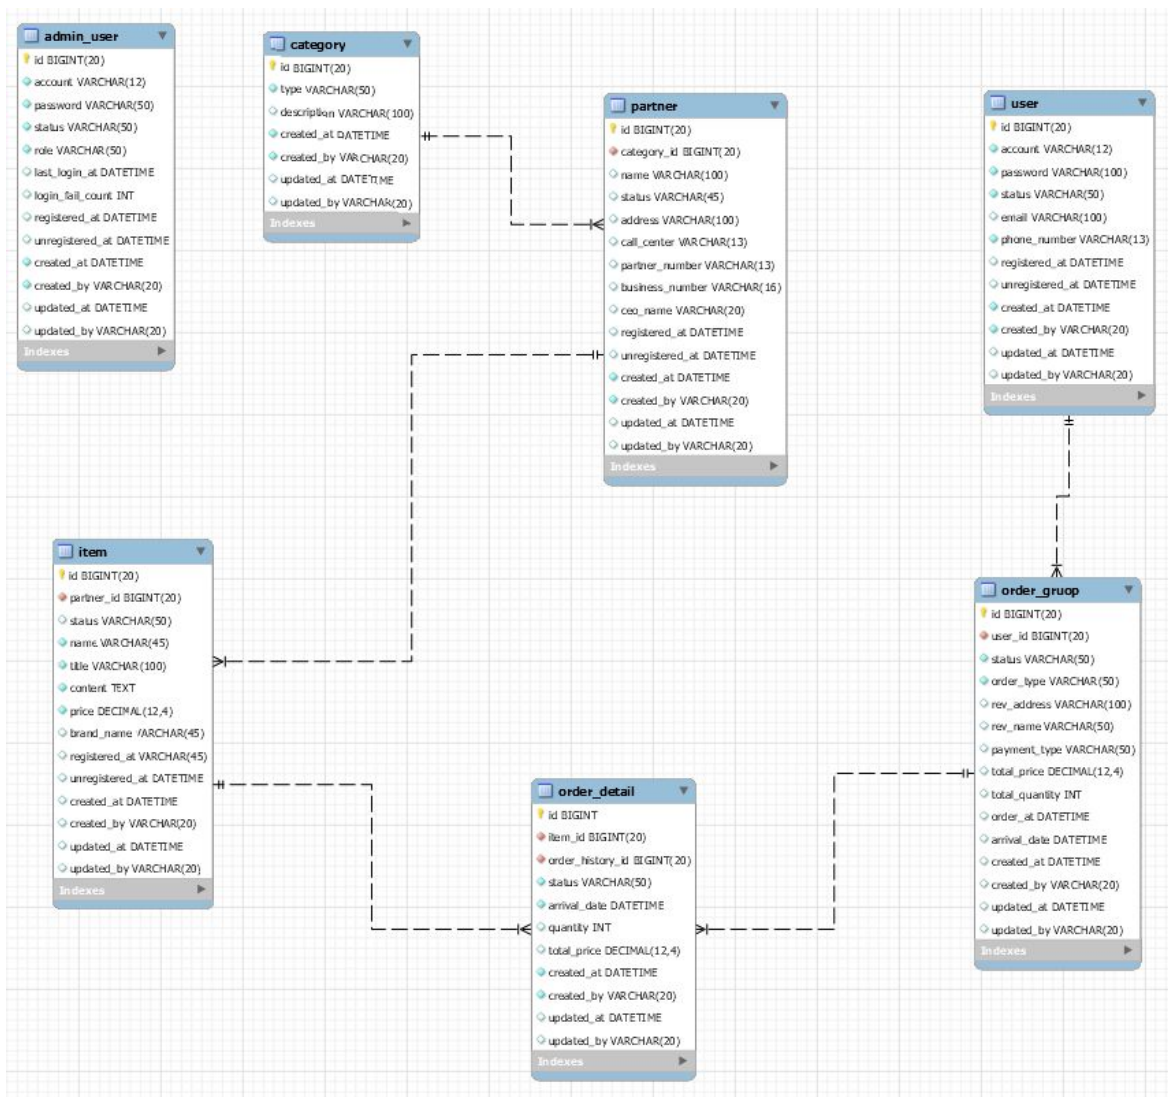 admin_user
id BIGINT(20)
account VARCHAR(12)
password VARCHAR(50)
status VARCHAR(50)
role VARCHAR(50)
last_login_at DATETIME
login_fail_count INT
registered_at DATETIME
unregistered_at DATETIME
created_at DATETIME
created_by VARCHAR(20)
updated_at DATETIME
updated_by VARCHAR(20)
Indexes
category
id BIGINT(20)
type VARCHAR(50)
description VARCHAR(100)
created_at DATETIME
created_by VARCHAR(20)
updated_at DATETIME
updated_by VARCHAR(20)
Indexes
partner
id BIGINT(20)
category_id BIGINT(20)
name VARCHAR(100)
status VARCHAR(45)
address VARCHAR(100)
call_center VARCHAR(13)
partner_number VARCHAR(13)
business_number VARCHAR(16)
ceo_name VARCHAR(20)
registered_at DATETIME
unregistered_at DATETIME
created_at DATETIME
created_by VARCHAR(20)
updated_at DATETIME
updated_by VARCHAR(20)
Indexes
user
id BIGINT(20)
account VARCHAR(12)
password VARCHAR(100)
status VARCHAR(50)
email VARCHAR(100)
phone_number VARCHAR(13)
registered_at DATETIME
unregistered_at DATETIME
created_at DATETIME
created_by VARCHAR(20)
updated_at DATETIME
updated_by VARCHAR(20)
Indexes
item
id BIGINT(20)
partner_id BIGINT(20)
status VARCHAR(50)
name VARCHAR(45)
title VARCHAR(100)
content TEXT
price DECIMAL(12,4)
brand_name VARCHAR(45)
registered_at VARCHAR(45)
unregistered_at DATETIME
created_at DATETIME
created_by VARCHAR(20)
updated_at DATETIME
updated_by VARCHAR(20)
Indexes
order_detail
id BIGINT
item_id BIGINT(20)
order_history_id BIGINT(20)
status VARCHAR(50)
arrival_date DATETIME
quantity INT
total_price DECIMAL(12,4)
created_at DATETIME
created_by VARCHAR(20)
updated_at DATETIME
updated_by VARCHAR(20)
Indexes
order_gruop
id BIGINT(20)
user_id BIGINT(20)
status VARCHAR(50)
order_type VARCHAR(50)
rev_address VARCHAR(100)
rev_name VARCHAR(50)
payment_type VARCHAR(50)
total_price DECIMAL(12,4)
total_quantity INT
order_at DATETIME
arrival_date DATETIME
created_at DATETIME
created_by VARCHAR(20)
updated_at DATETIME
updated_by VARCHAR(20)
Indexes